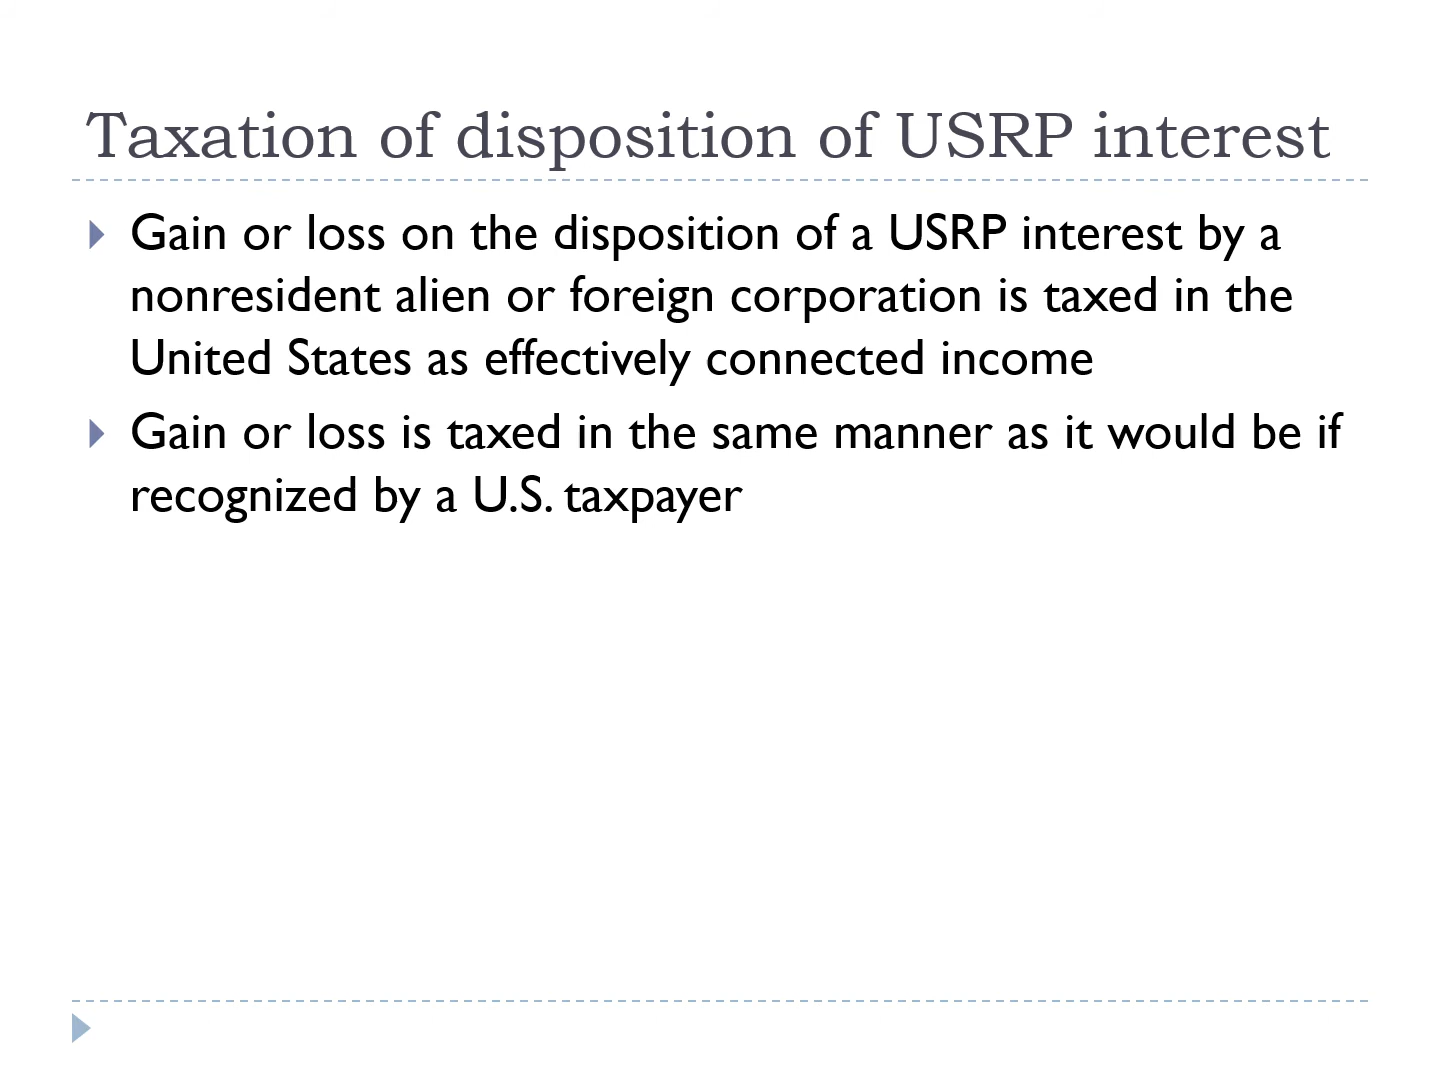 Taxation of disposition of USRP interest
Gain or loss on the disposition of a USRP interest by a
nonresident alien or foreign corporation is taxed in the
United States as effectively connected income
Gain or loss is taxed in the same manner as it would be if
recognized by a U.S. taxpayer